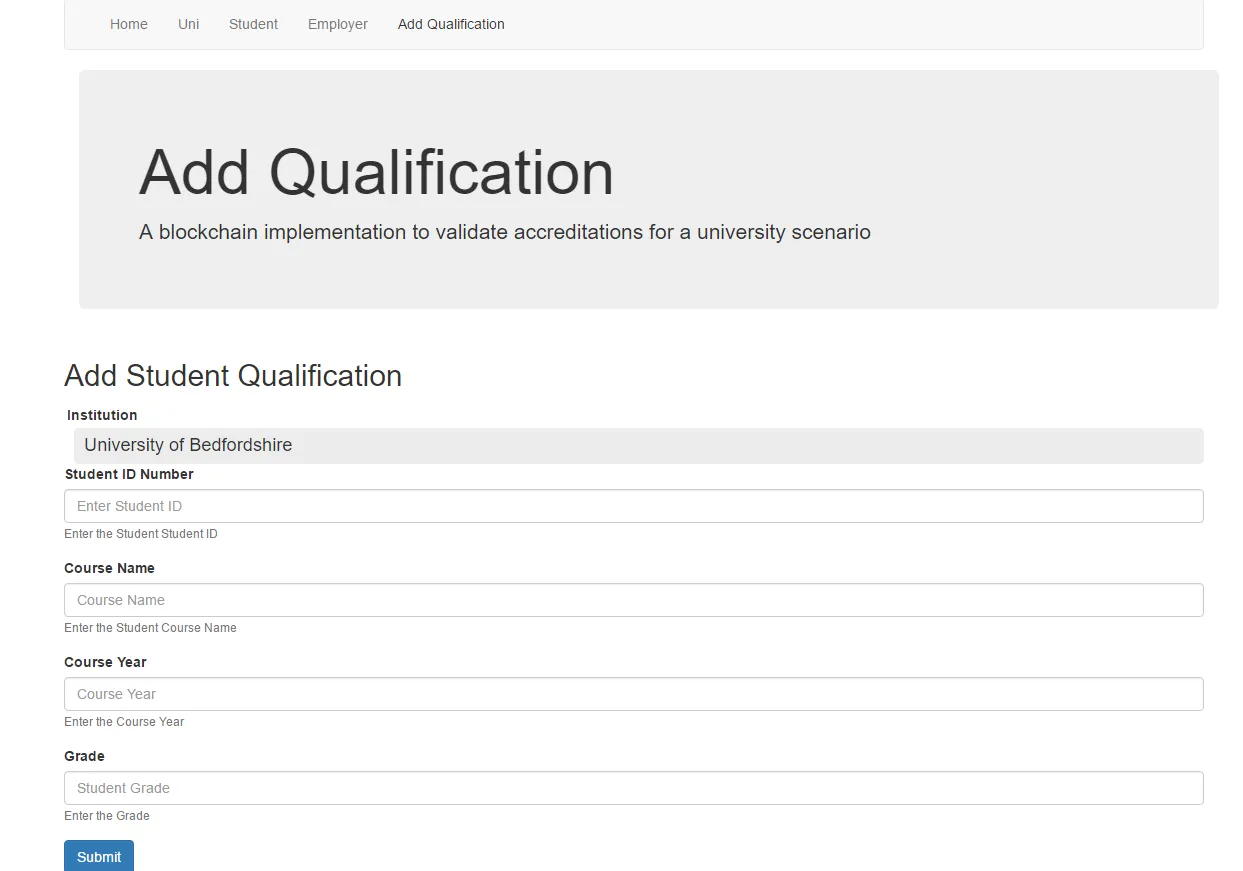 Home Uni Student Employer Add Qualification
Add Qualification
A blockchain implementation to validate accreditations for a university scenario
Add Student Qualification
Institution
University of Bedfordshire
Student ID Number
Enter Student ID
Enter the Student Student ID
Course Name
Course Name
Enter the Student Course Name
Course Year
Course Year
Enter the Course Year
Grade
Student Grade
Enter the Grade
Submit